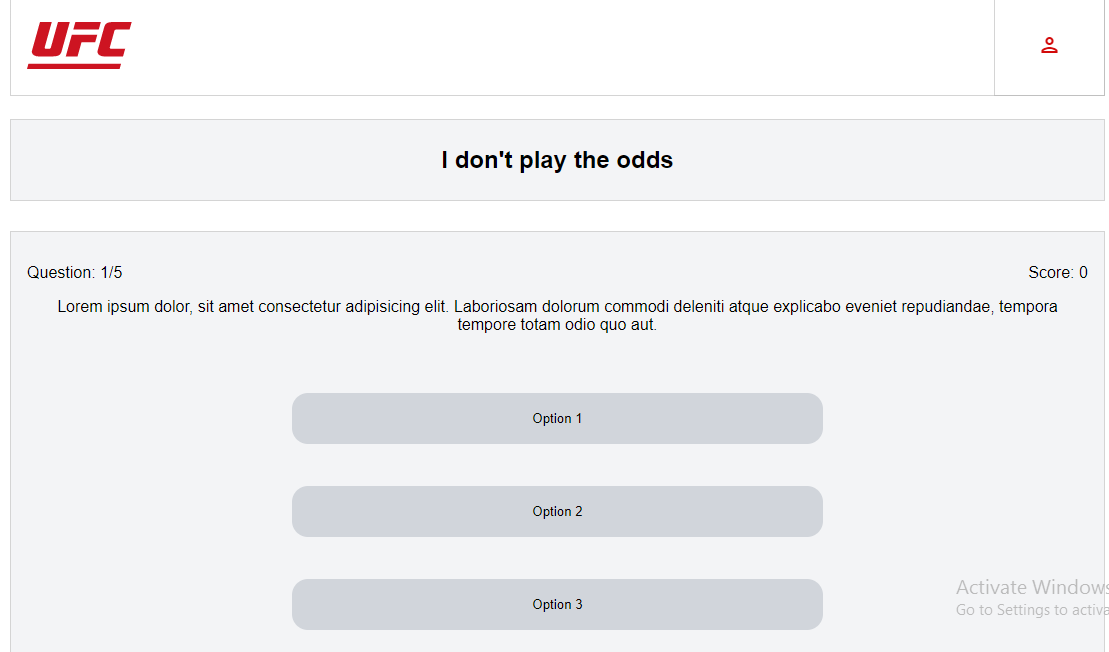 UFC
I don't play the odds
Question: 1/5
Score: 0
Lorem ipsum dolor, sit amet consectetur adipisicing elit. Laboriosam dolorum commodi deleniti atque explicabo eveniet repudiandae, tempora
tempore totam odio quo aut.
Option 1
Option 2
Option 3
Activate Windows
Go to Settings to activa